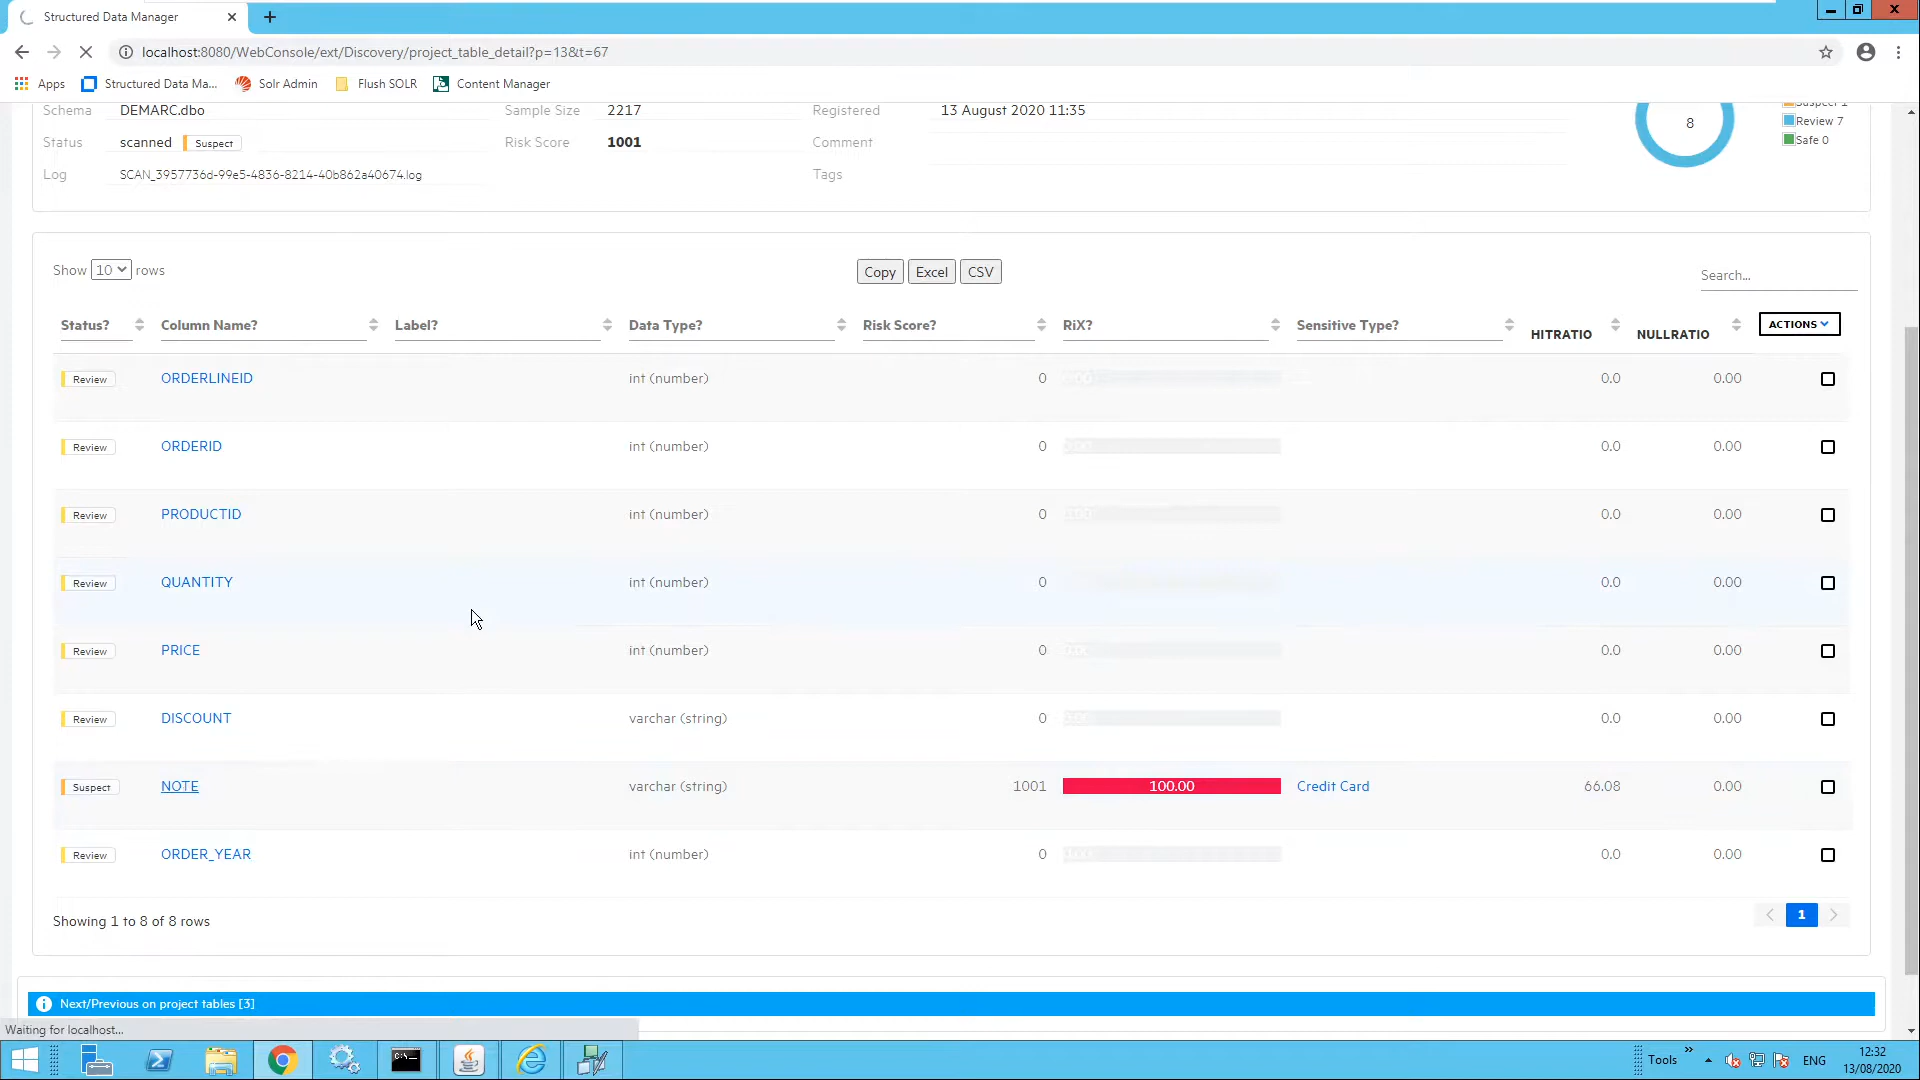 Structured Data Manager
localhost:8080/WebConsole/ext/Discovery/project_table_detail?p=13&t=67
Apps Structured Data Ma... Solr Admin Flush SOLR Content Manager
Schema DEMARC.dbo Sample Size 2217 Registered 13 August 2020 11:35
Suspect 1
8
Review 7
Status scanned Suspect Risk Score 1001 Comment
Safe 0
Log SCAN_3957736d-99e5-4836-8214-40b862a40674.log Tags
Show 10 rows Copy Excel CSV Search...
Status? Column Name? Label? Data Type? Risk Score? RiX? Sensitive Type? HITRATIO NULLRATIO ACTIONS
Review ORDERLINEID int (number) 0 0.0 0.00
Review ORDERID int (number) 0 0.0 0.00
Review PRODUCTID int (number) 0 0.0 0.00
Review QUANTITY int (number) 0 0.0 0.00
Review PRICE int (number) 0 0.0 0.00
Review DISCOUNT varchar (string) 0 0.0 0.00
Suspect NOTE varchar (string) 1001 100.00 Credit Card 66.08 0.00
Review ORDER_YEAR int (number) 0 0.0 0.00
Showing 1 to 8 of 8 rows 1
Next/Previous on project tables [3]
Waiting for localhost...
Tools ENG 12:32
13/08/2020